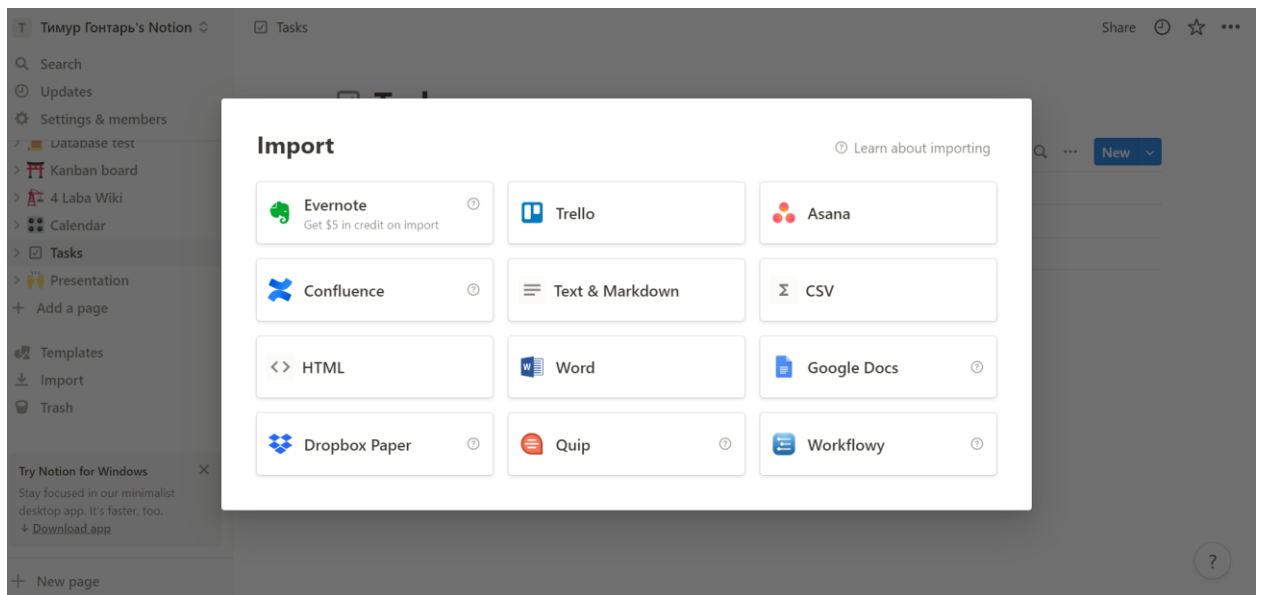 T Тимур Гонтарь's Notion
Tasks
Share
Search
Updates
Settings & members
Database test
Kanban board
4 Laba Wiki
Calendar
Tasks
Presentation
Add a page
Templates
Import
Trash
Try Notion for Windows
Stay focused in our minimalist
desktop app. It's faster, too.
Download app
New page
New
Import
Learn about importing
Evernote
Get $5 in credit on import
Trello
Asana
Confluence
Text & Markdown
CSV
HTML
Word
Google Docs
Dropbox Paper
Quip
Workflowy
?